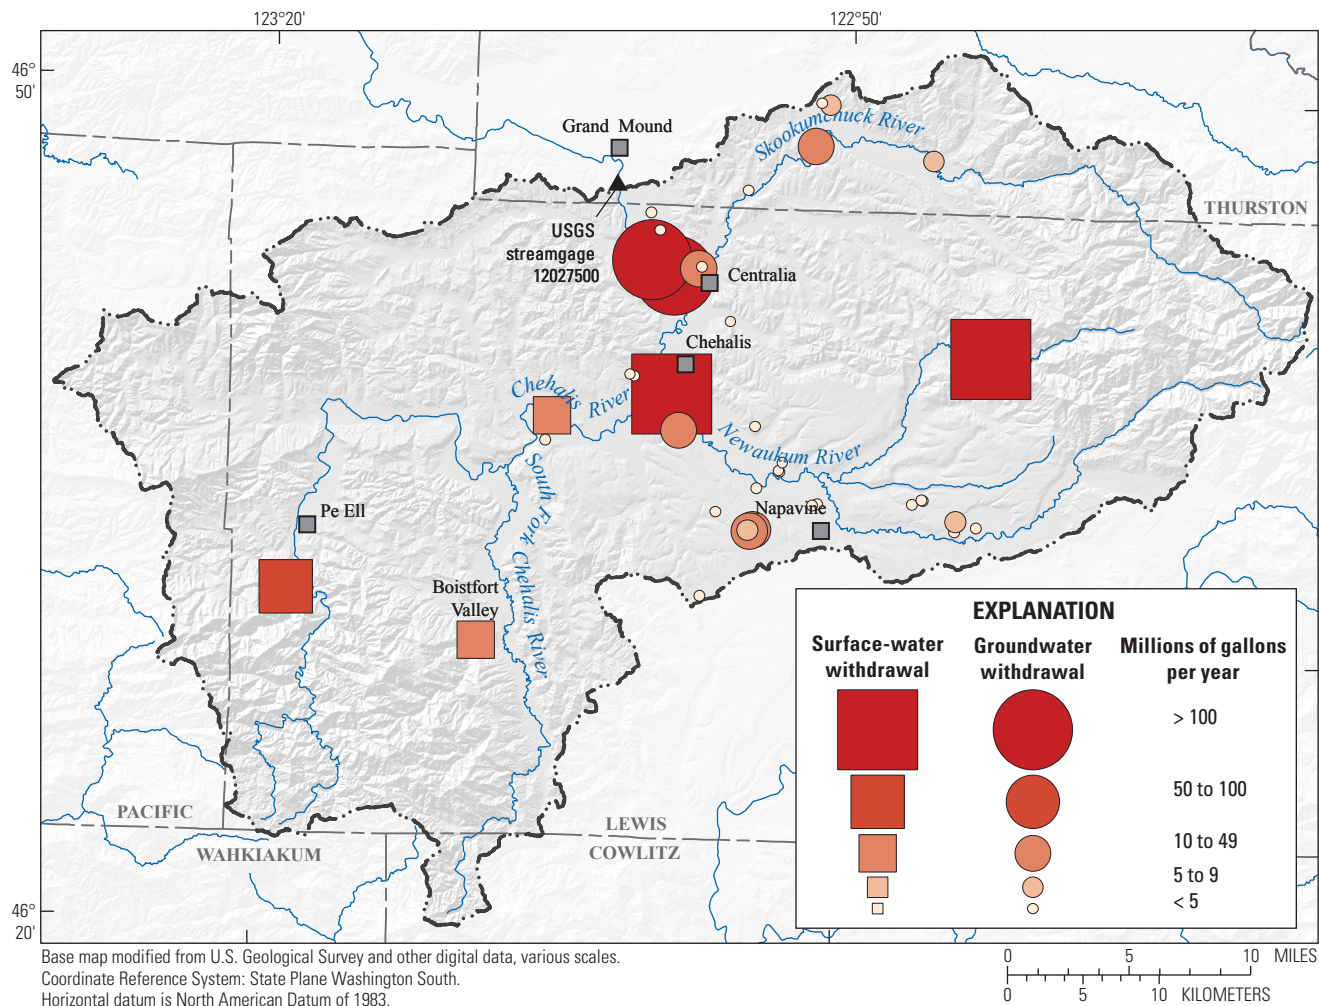 123°20'
122°50'
46°
50'
Grand Mound
Skookumchuck River
THURSTON
USGS
streamgage
12027500
Centralia
Chehalis
Chehalis River
Newaukum River
South Fork Chehalis River
Napavine
Pe Ell
Boistfort
Valley
PACIFIC
WAHKIAKUM
LEWIS
COWLITZ
46°
20'
EXPLANATION
Surface-water
withdrawal
Groundwater
withdrawal
Millions of gallons
per year
> 100
50 to 100
10 to 49
5 to 9
< 5
Base map modified from U.S. Geological Survey and other digital data, various scales.
Coordinate Reference System: State Plane Washington South.
Horizontal datum is North American Datum of 1983.
0 5 10 MILES
0 5 10 KILOMETERS